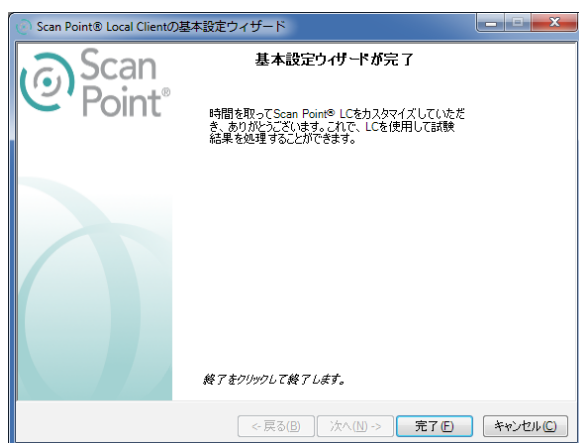 Scan Point® Local Clientの基本設定ウィザード
Scan
Point®
基本設定ウィザードが完了
時間を取ってScan Point® LCをカスタマイズしていただ
き、ありがとうございます。これで、LCを使用して試験
結果を処理することができます。
終了をクリックして終了します。
<-戻る(B) 次へ(N)-> 完了(F) キャンセル(C)